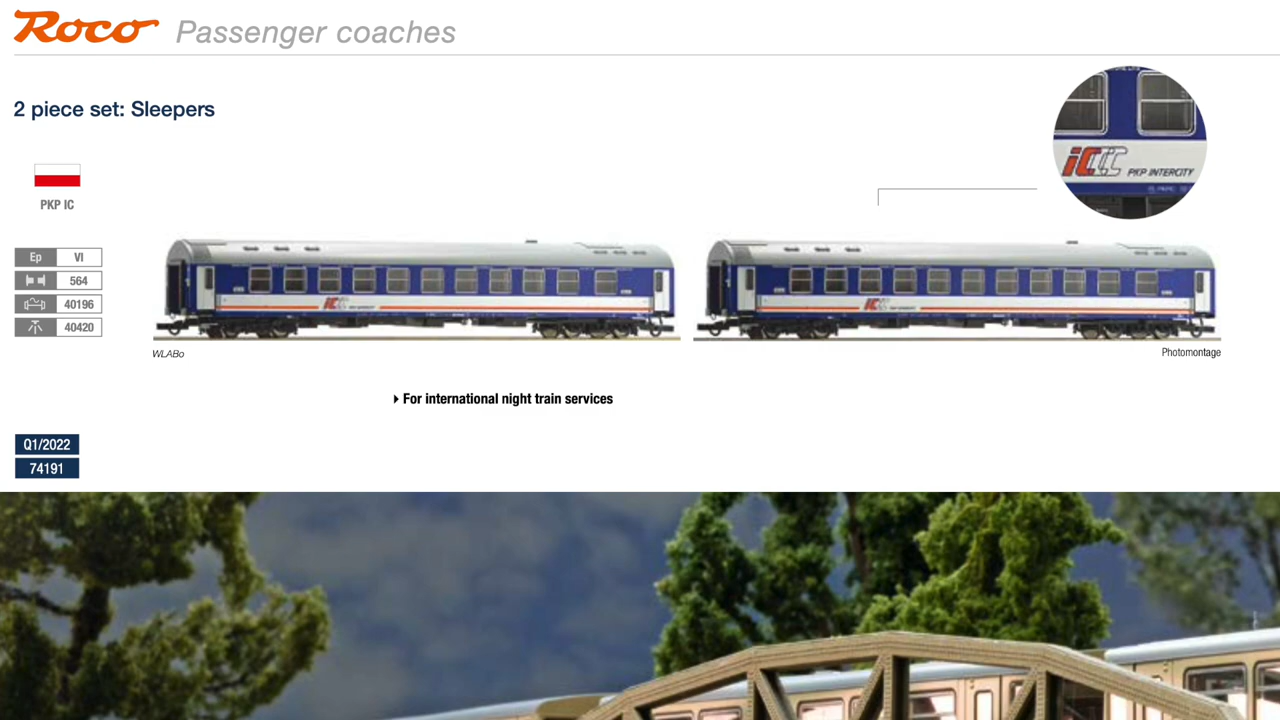 Roco Passenger coaches
2 piece set: Sleepers
PKP IC
Ep VI
564
40196
40420
iC
PKP INTERCITY
WLABo
Photomontage
For international night train services
Q1/2022
74191